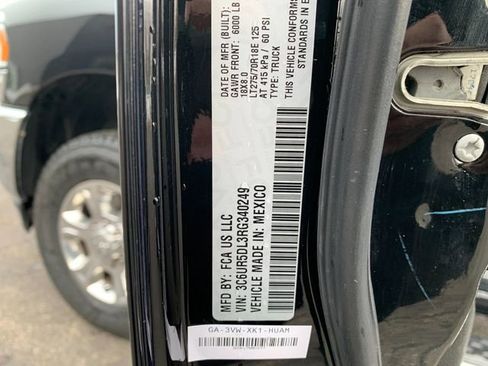 MFD BY: FCA US LLC
DATE OF MFR (BUILT):
GAWR FRONT: 6000 LB
18X8.0
LT275/70R18E 125
AT 415 kPa / 60 PSI
TYPE: TRUCK
THIS VEHICLE CONFORMS
STANDARDS IN E
VIN: 3C6UR5DL3RG340249
VEHICLE MADE IN: MEXICO
GA-3VW-XK1-HUAM